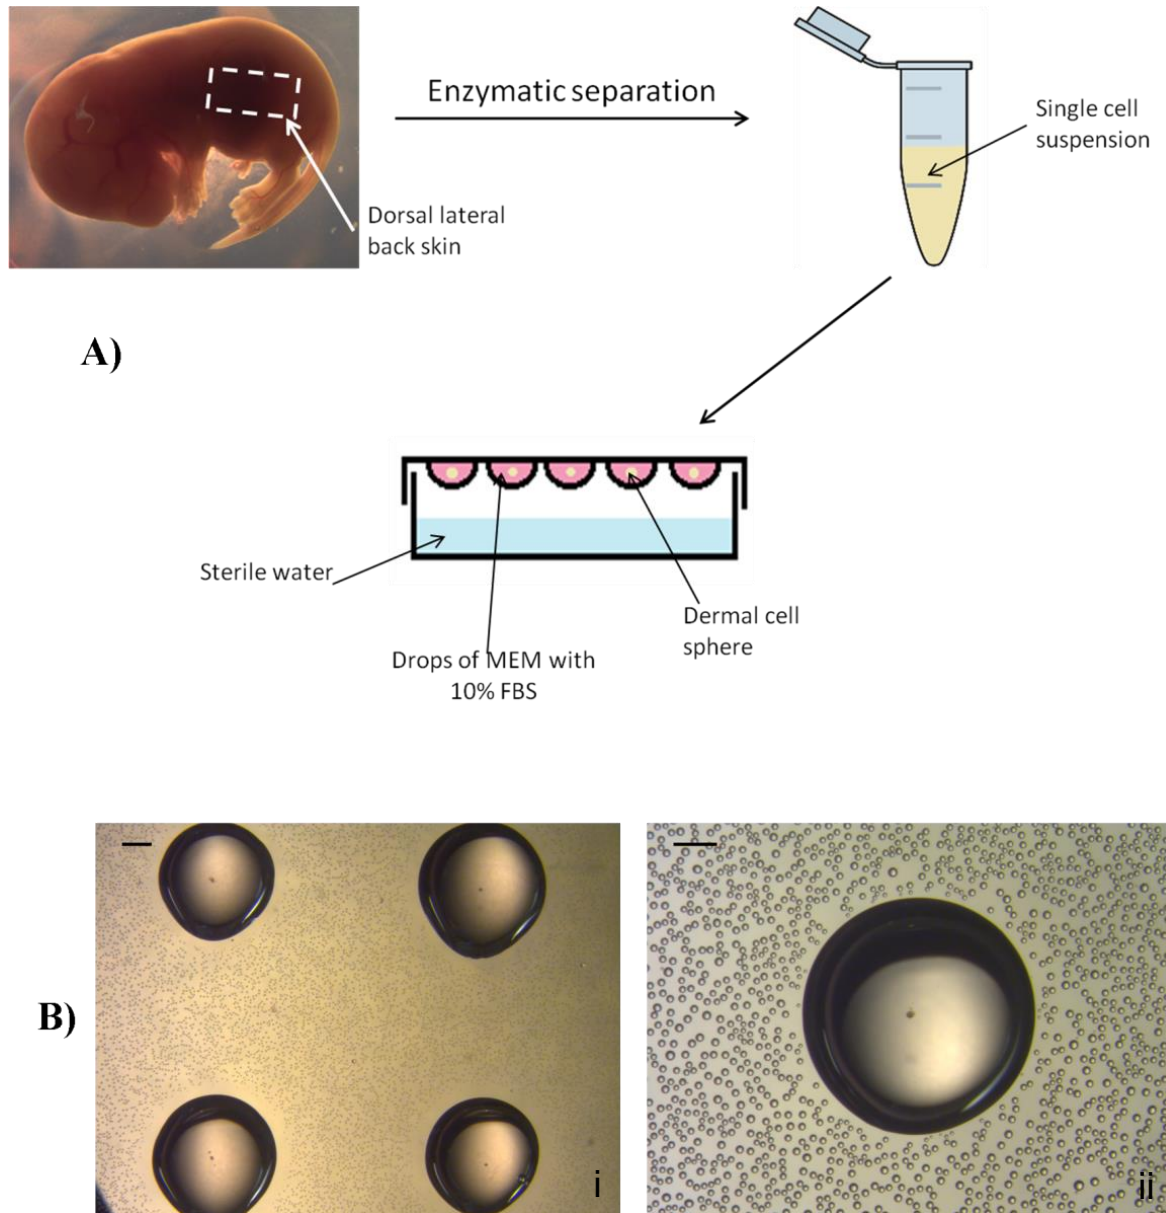 Enzymatic separation
Single cell
suspension
Dorsal lateral
back skin
A)
Sterile water
Drops of MEM with
10% FBS
Dermal cell
sphere
B)
i
ii